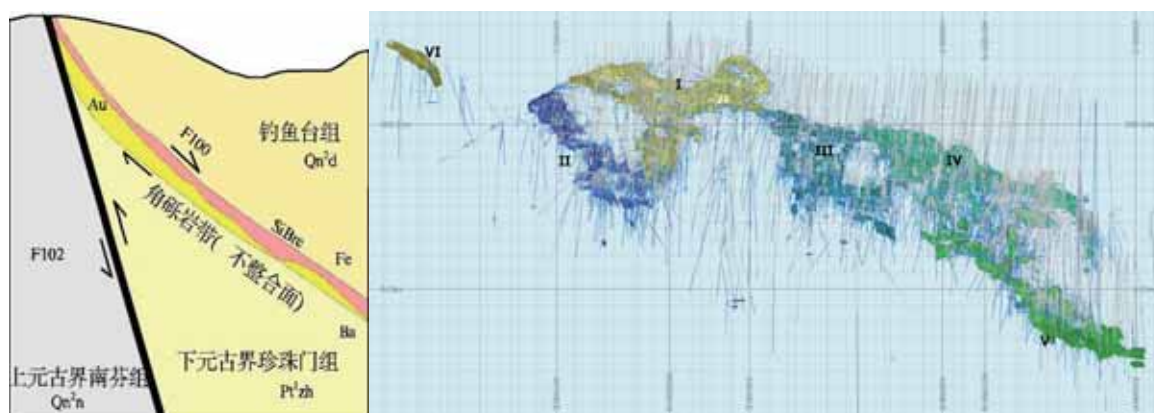 Au
F100
钓鱼台组
Qn²d
角砾岩带(不整合面)
SiBre
F102
Fe
Ba
下元古界珍珠门组
Pt¹zh
上元古界南芬组
Qn²n
VI
I
II
III
IV
V